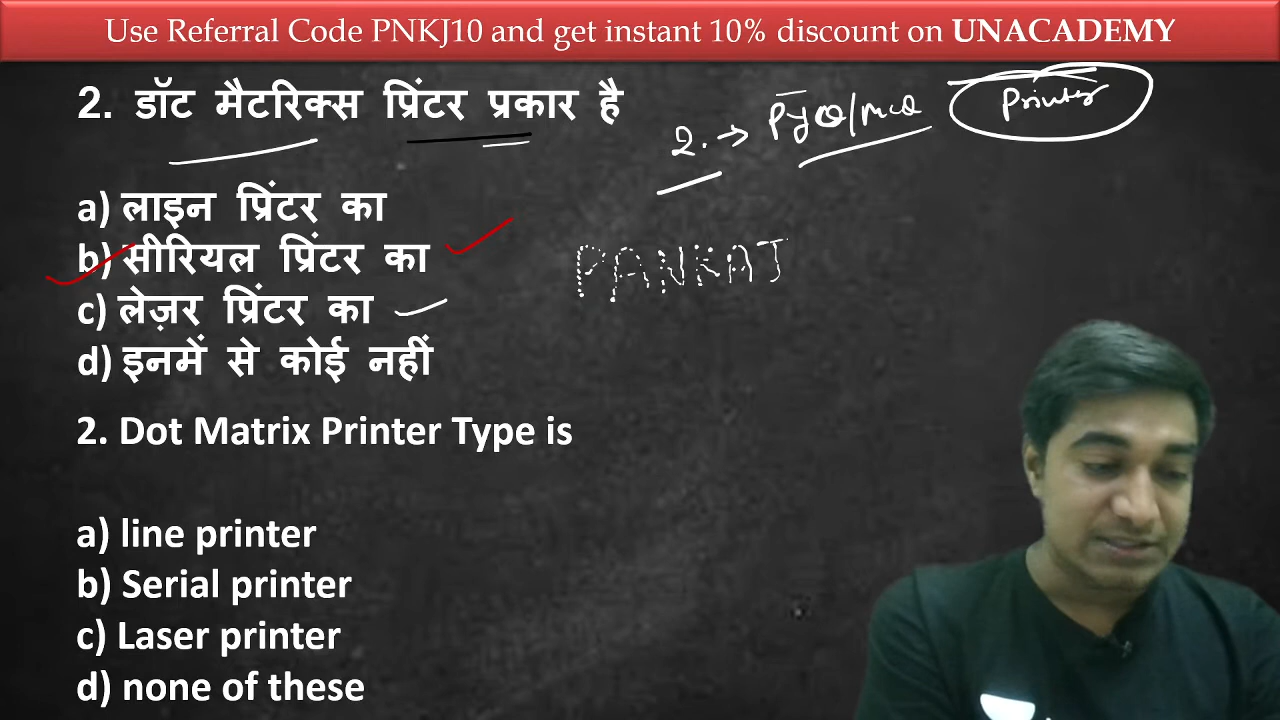 Use Referral Code PNKJ10 and get instant 10% discount on UNACADEMY
2. डॉट मैटरिक्स प्रिंटर प्रकार है
2. → PyQ/mcq
Printer
a) लाइन प्रिंटर का
b) सीरियल प्रिंटर का
PANKAJ
c) लेज़र प्रिंटर का
d) इनमें से कोई नहीं
2. Dot Matrix Printer Type is
a) line printer
b) Serial printer
c) Laser printer
d) none of these